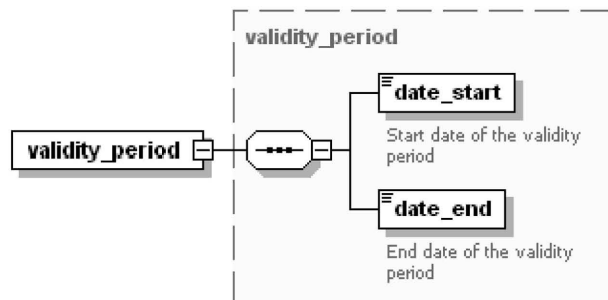 validity_period
validity_period
date_start
Start date of the validity
period
date_end
End date of the validity
period